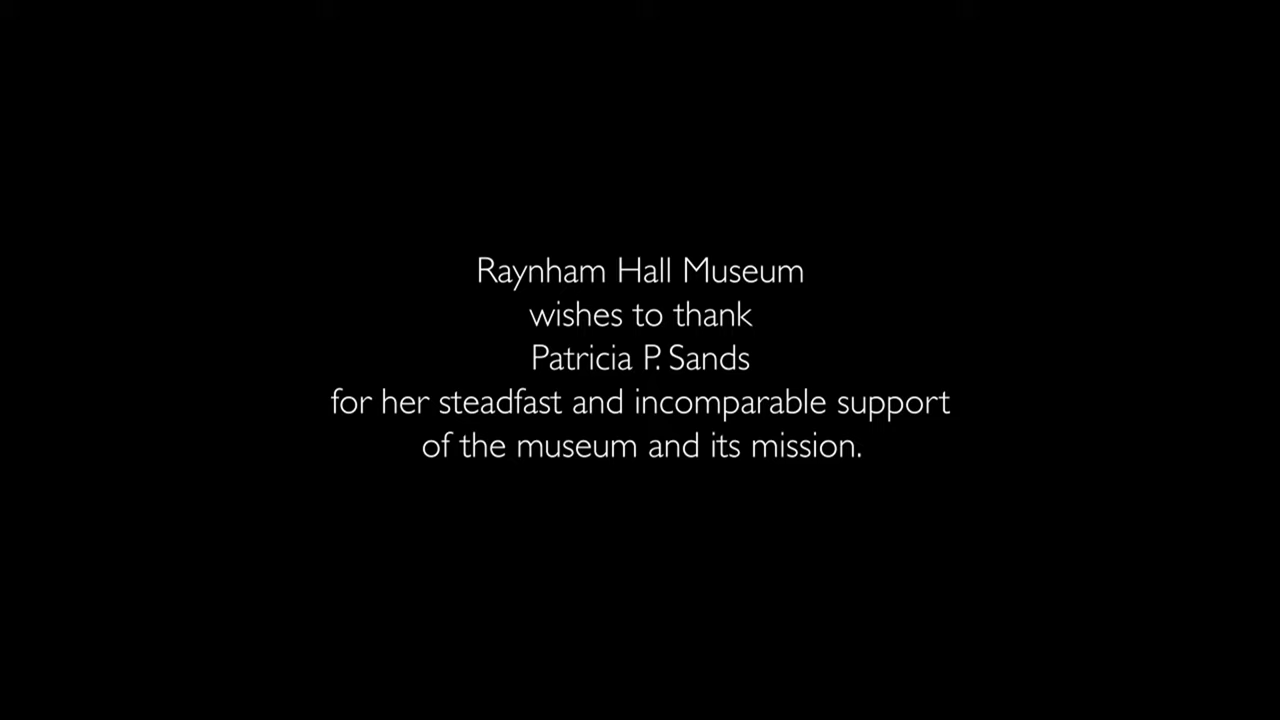 Raynham Hall Museum
wishes to thank
Patricia P. Sands
for her steadfast and incomparable support
of the museum and its mission.